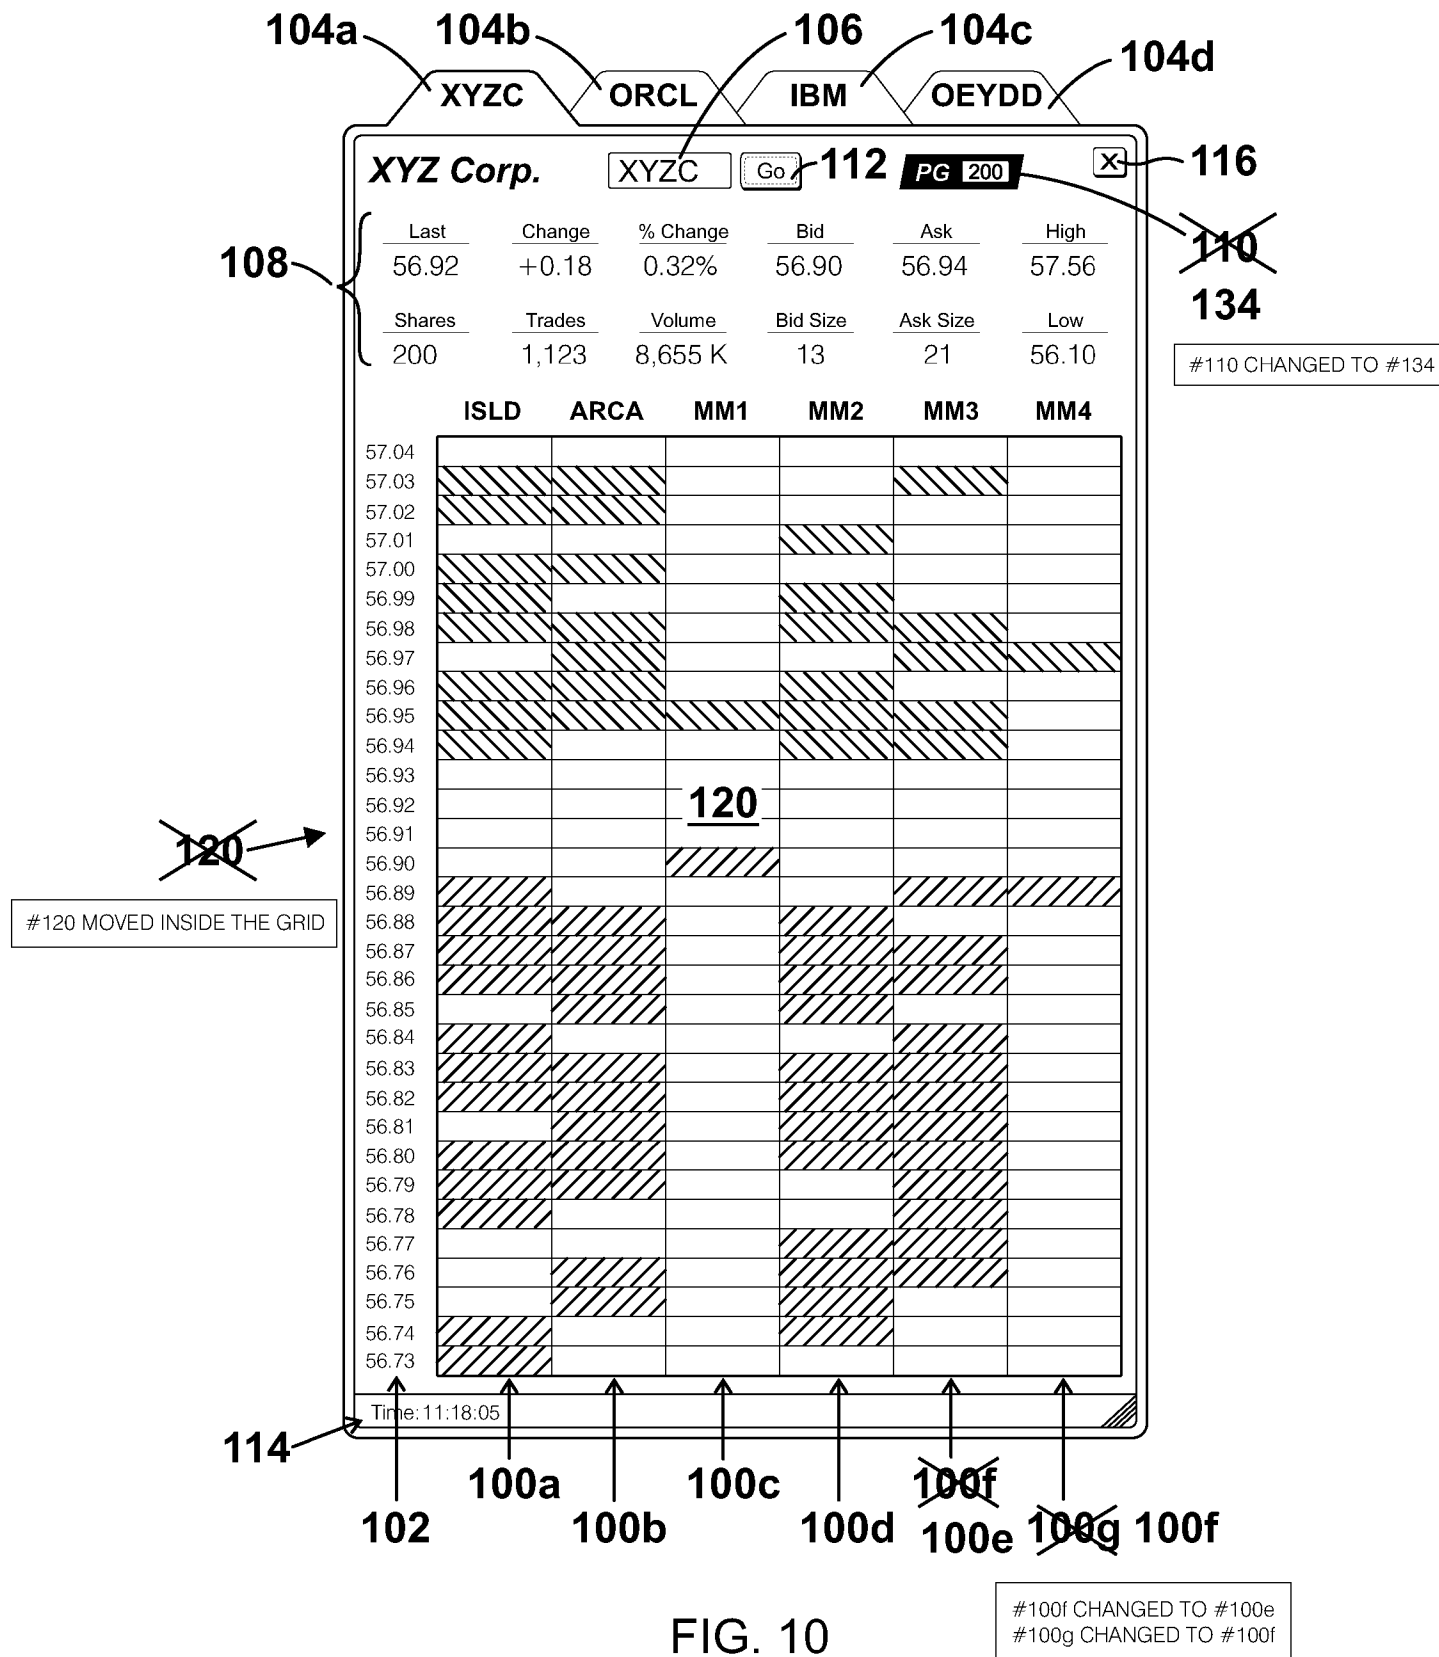 104a 104b 106 104c 104d
XYZC ORCL IBM OEYDD
XYZ Corp. XYZC Go 112 PG 200 X 116
110
134
#110 CHANGED TO #134
108
Last Change % Change Bid Ask High
56.92 +0.18 0.32% 56.90 56.94 57.56
Shares Trades Volume Bid Size Ask Size Low
200 1,123 8,655 K 13 21 56.10
ISLD ARCA MM1 MM2 MM3 MM4
57.04
57.03
57.02
57.01
57.00
56.99
56.98
56.97
56.96
56.95
56.94
56.93
56.92 120
56.91
120
56.90
56.89
#120 MOVED INSIDE THE GRID
56.88
56.87
56.86
56.85
56.84
56.83
56.82
56.81
56.80
56.79
56.78
56.77
56.76
56.75
56.74
56.73
Time: 11:18:05
114
100a 100c 100f
102 100b 100d 100e 100g 100f
#100f CHANGED TO #100e
#100g CHANGED TO #100f
FIG. 10